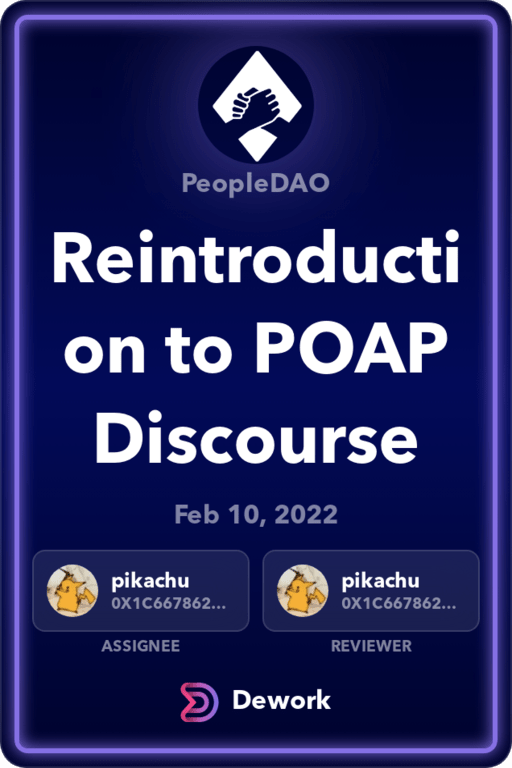 PeopleDAO
Reintroducti
on to POAP
Discourse
Feb 10, 2022
pikachu
0X1C667862...
ASSIGNEE
pikachu
0X1C667862...
REVIEWER
Dework